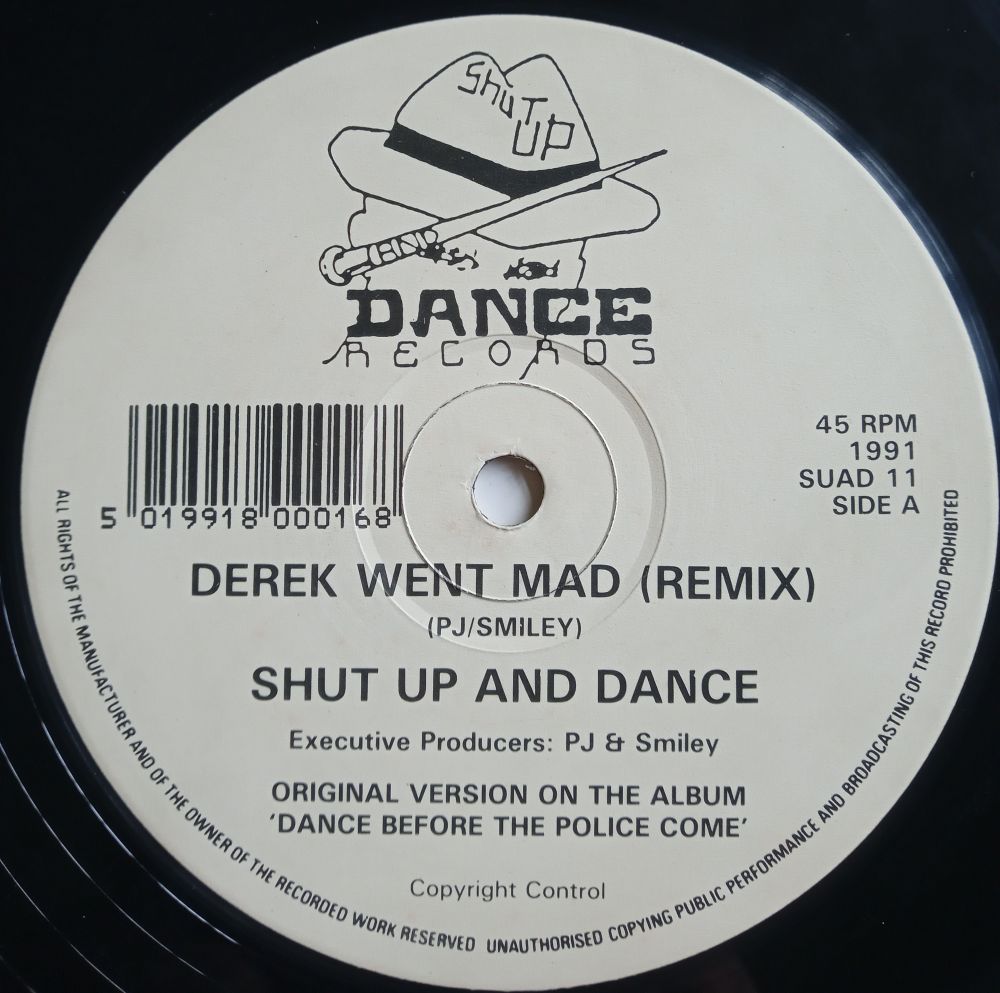 SHUT
UP
DANCE
RECORDS
5 019918 000168
45 RPM
1991
SUAD 11
SIDE A
DEREK WENT MAD (REMIX)
(PJ/SMILEY)
SHUT UP AND DANCE
Executive Producers: PJ & Smiley
ORIGINAL VERSION ON THE ALBUM
'DANCE BEFORE THE POLICE COME'
Copyright Control
ALL RIGHTS OF THE MANUFACTURER AND OF THE OWNER OF THE RECORDED WORK RESERVED UNAUTHORISED COPYING PUBLIC PERFORMANCE AND BROADCASTING OF THIS RECORD PROHIBITED